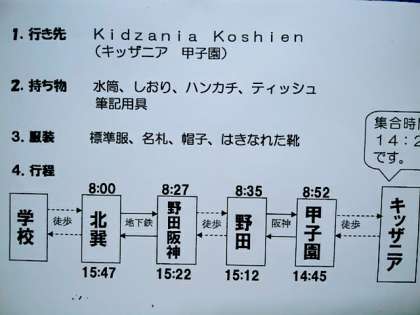 1. 行き先 Kidzania Koshien
(キッザニア 甲子園)
2. 持ち物 水筒、しおり、ハンカチ、ティッシュ
筆記用具
3. 服装 標準服、名札、帽子、はきなれた靴
4. 行程
集合時
14:2
です。
8:00 8:27 8:35 8:52
学校 徒歩 北巽 地下鉄 野田阪神 徒歩 野田 阪神 甲子園 徒歩 キッザニア
15:47 15:22 15:12 14:45